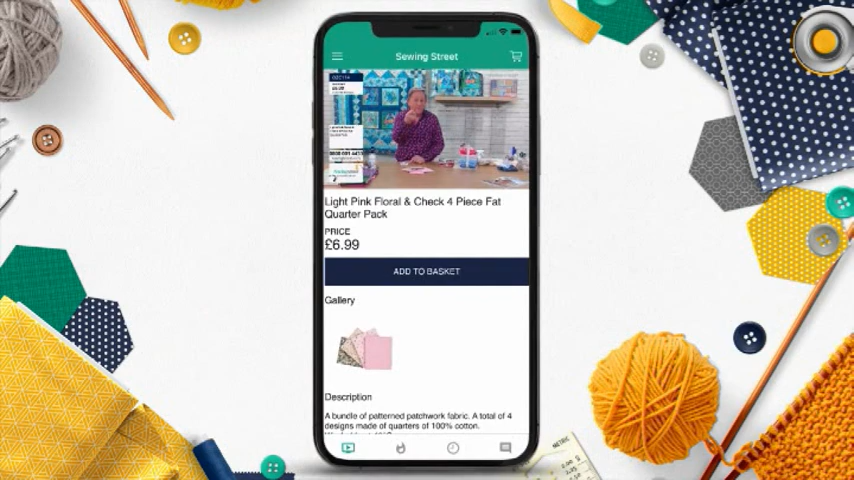 Sewing Street
Light Pink Floral & Check 4 Piece Fat
Quarter Pack
PRICE
£6.99
ADD TO BASKET
Gallery
Description
A bundle of patterned patchwork fabric. A total of 4
designs made of quarters of 100% cotton.
METRIC